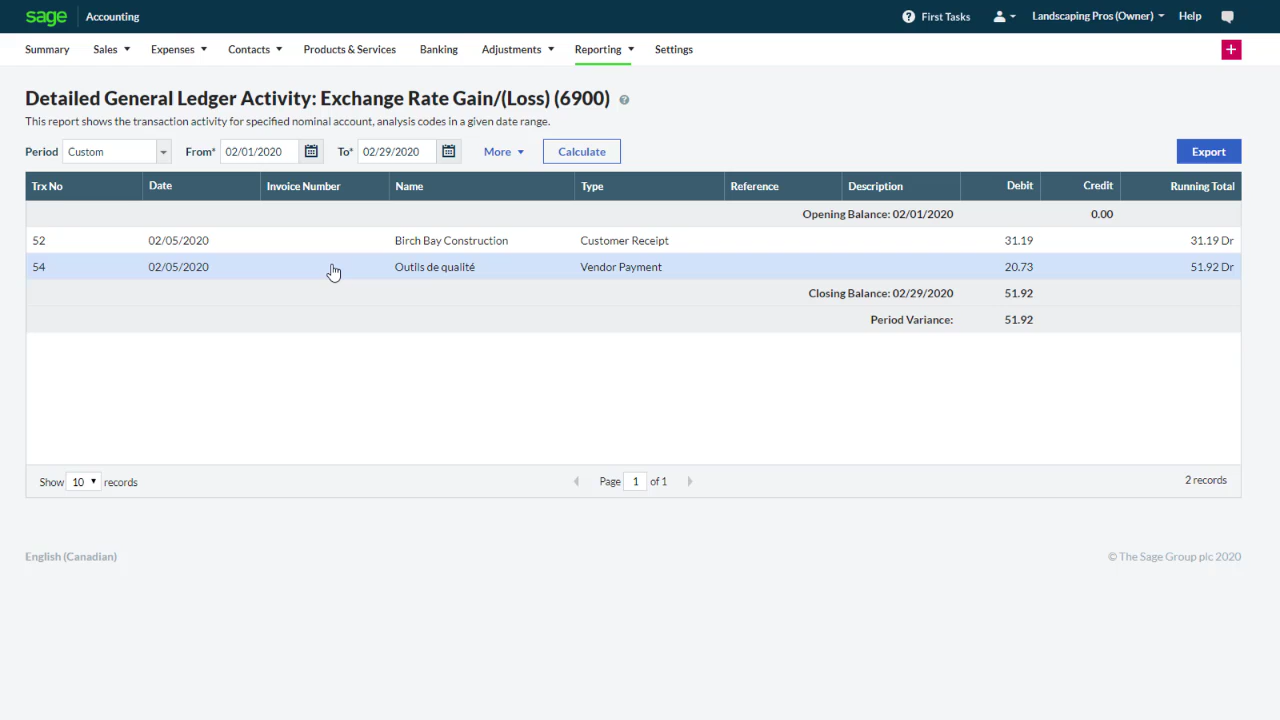 sage Accounting First Tasks Landscaping Pros (Owner) Help
Summary Sales Expenses Contacts Products & Services Banking Adjustments Reporting Settings
Detailed General Ledger Activity: Exchange Rate Gain/(Loss) (6900)
This report shows the transaction activity for specified nominal account, analysis codes in a given date range.
Period Custom From* 02/01/2020 To* 02/29/2020 More Calculate Export
Trx No Date Invoice Number Name Type Reference Description Debit Credit Running Total
Opening Balance: 02/01/2020 0.00
52 02/05/2020 Birch Bay Construction Customer Receipt 31.19 31.19 Dr
54 02/05/2020 Outils de qualité Vendor Payment 20.73 51.92 Dr
Closing Balance: 02/29/2020 51.92
Period Variance: 51.92
Show 10 records Page 1 of 1 2 records
English (Canadian) © The Sage Group plc 2020